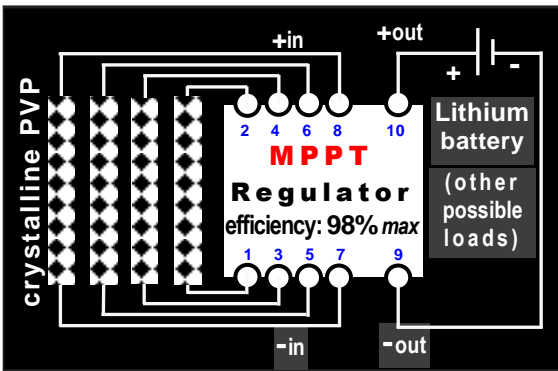 +in
+out
+ -
crystalline PVP
2 4 6 8 10
MPPT
Regulator
efficiency: 98% max
1 3 5 7 9
Lithium
battery
(other
possible
loads)
-in
-out